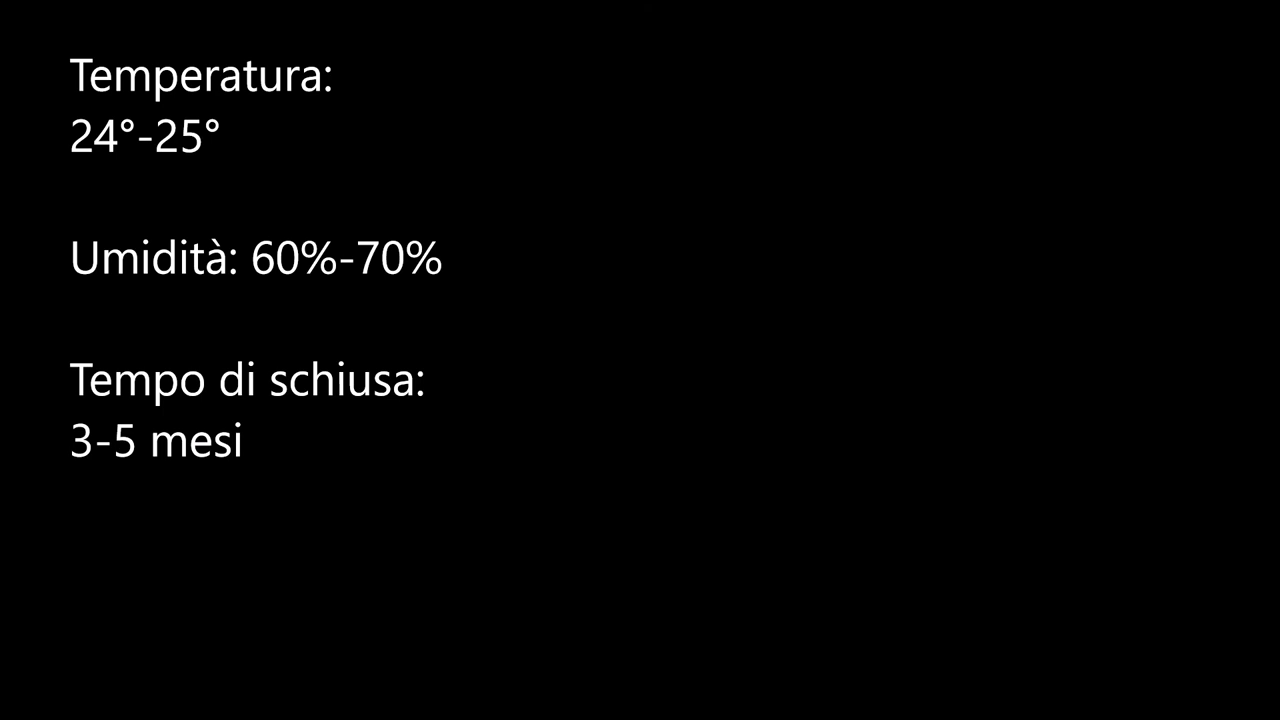 Temperatura:
24°-25°
Umidità: 60%-70%
Tempo di schiusa:
3-5 mesi